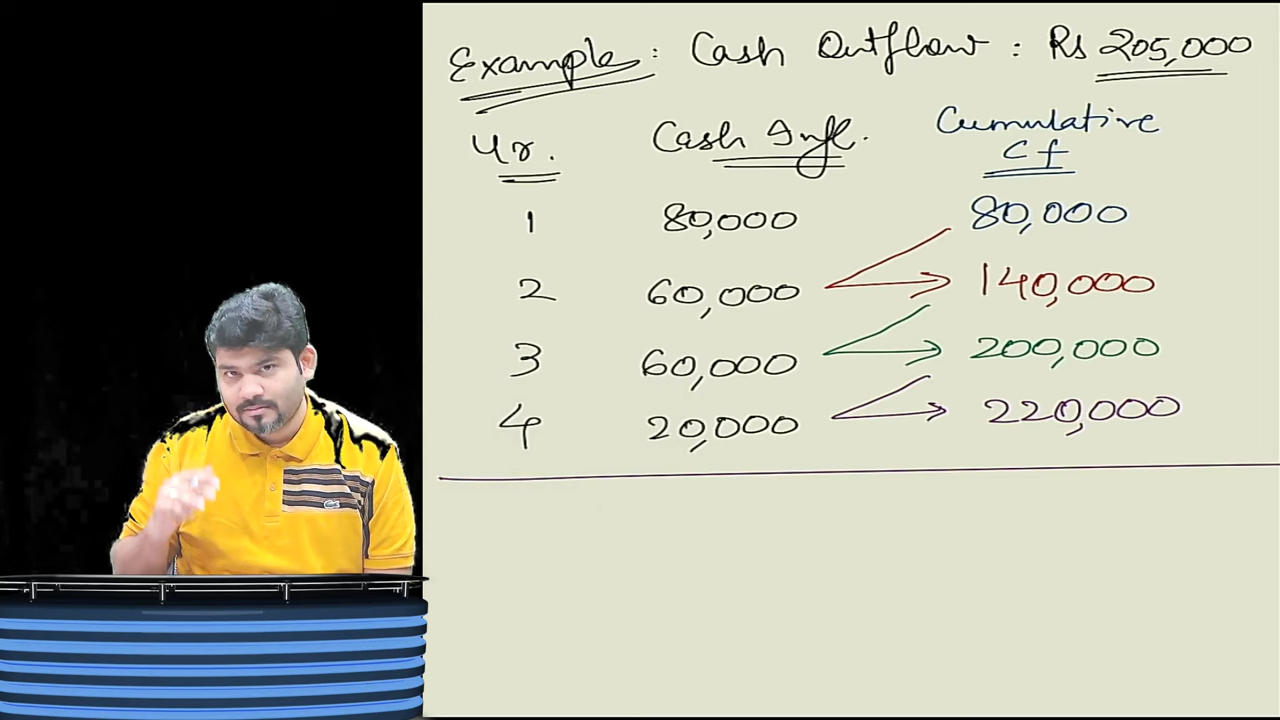 Example: Cash Outflow: Rs 205,000
Yr. Cash Infl. Cumulative Cf
1 80,000 80,000
2 60,000 140,000
3 60,000 200,000
4 20,000 220,000